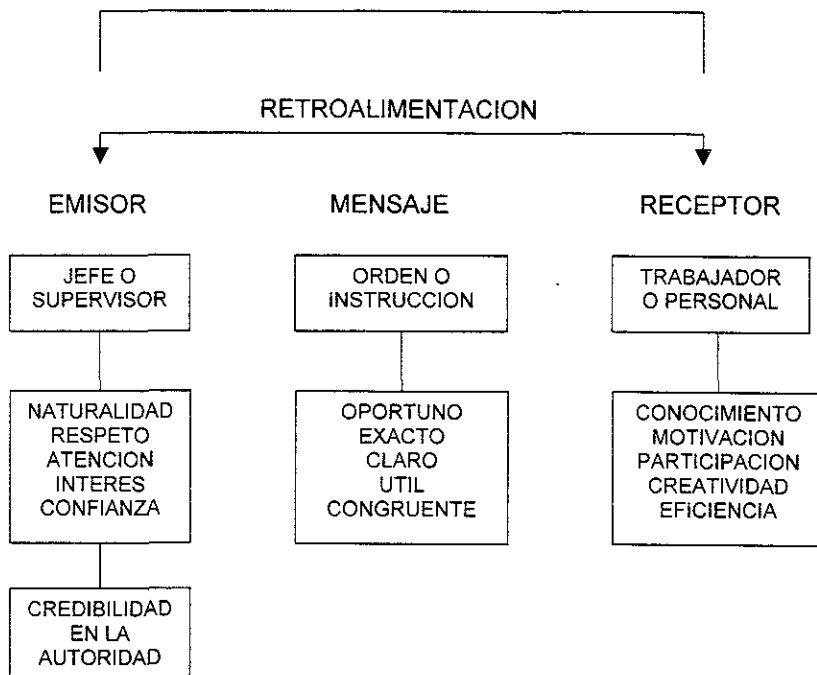 RETROALIMENTACION
EMISOR
MENSAJE
RECEPTOR
JEFE O
SUPERVISOR
ORDEN O
INSTRUCCION
TRABAJADOR
O PERSONAL
NATURALIDAD
RESPETO
ATENCION
INTERES
CONFIANZA
OPORTUNO
EXACTO
CLARO
UTIL
CONGRUENTE
CONOCIMIENTO
MOTIVACION
PARTICIPACION
CREATIVIDAD
EFICIENCIA
CREDIBILIDAD
EN LA
AUTORIDAD